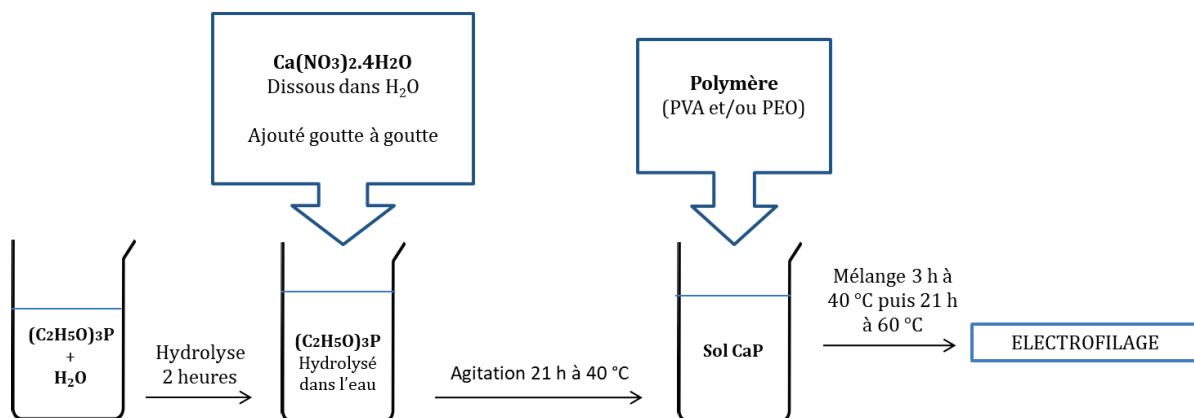 Ca(NO3)2.4H2O
Dissous dans H₂O
Ajouté goutte à goutte
Polymère
(PVA et/ou PEO)
(C2H5O)3P
+
H₂O
Hydrolyse
2 heures
(C2H5O)3P
Hydrolysé
dans l'eau
Agitation 21 h à 40 °C
Sol CaP
Mélange 3 h à
40 °C puis 21 h
à 60 °C
ELECTROFILAGE